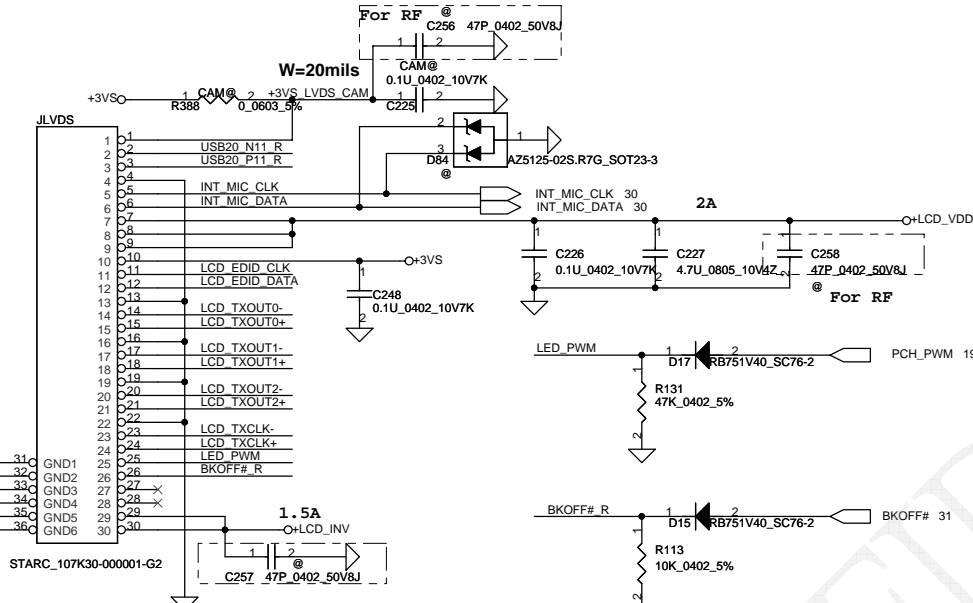 For RF
@
C256 47P_0402_50V8J
1 2
CAM@
0.1U_0402_10V7K
W=20mils
+3VS
1 CAM@ 2
+3VS_LVDS_CAM
R388 0_0603_5%
1 2
C225
JLVDS
2
3
1
D84
@
AZ5125-02S.R7G_SOT23-3
1 1
2 2 USB20_N11_R
3 3 USB20_P11_R
4 4
5 5 INT_MIC_CLK
6 6 INT_MIC_DATA
INT_MIC_CLK 30
INT_MIC_DATA 30
2A
7 7
+LCD_VDD
8 8
9 9
10 10
+3VS
11 11 LCD_EDID_CLK
12 12 LCD_EDID_DATA
13 13
14 14 LCD_TXOUT0-
15 15 LCD_TXOUT0+
16 16
17 17 LCD_TXOUT1-
18 18 LCD_TXOUT1+
19 19
20 20 LCD_TXOUT2-
21 21 LCD_TXOUT2+
22 22
23 23 LCD_TXCLK-
24 24 LCD_TXCLK+
25 25 LED_PWM
26 26 BKOFF#_R
27 27
28 28
29 29
30 30
31 GND1
32 GND2
33 GND3
34 GND4
35 GND5
36 GND6
STARC_107K30-000001-G2
1
2
C248
0.1U_0402_10V7K
1
2
C226
0.1U_0402_10V7K
1
2
C227
4.7U_0805_10V4Z
1
2
C258
47P_0402_50V8J
@
For RF
LED_PWM
1 2
D17 RB751V40_SC76-2
PCH_PWM 19
1
2
R131
47K_0402_5%
BKOFF#_R
1 2
D15 RB751V40_SC76-2
BKOFF# 31
1
2
R113
10K_0402_5%
1.5A
+LCD_INV
1 2
@
C257 47P_0402_50V8J